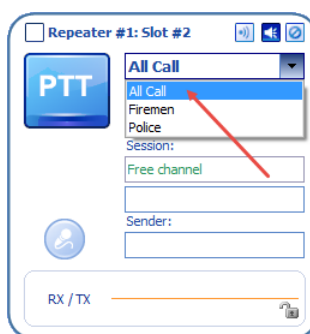 Repeater #1: Slot #2
PTT
All Call
All Call
Firemen
Police
Session:
Free channel
Sender:
RX / TX